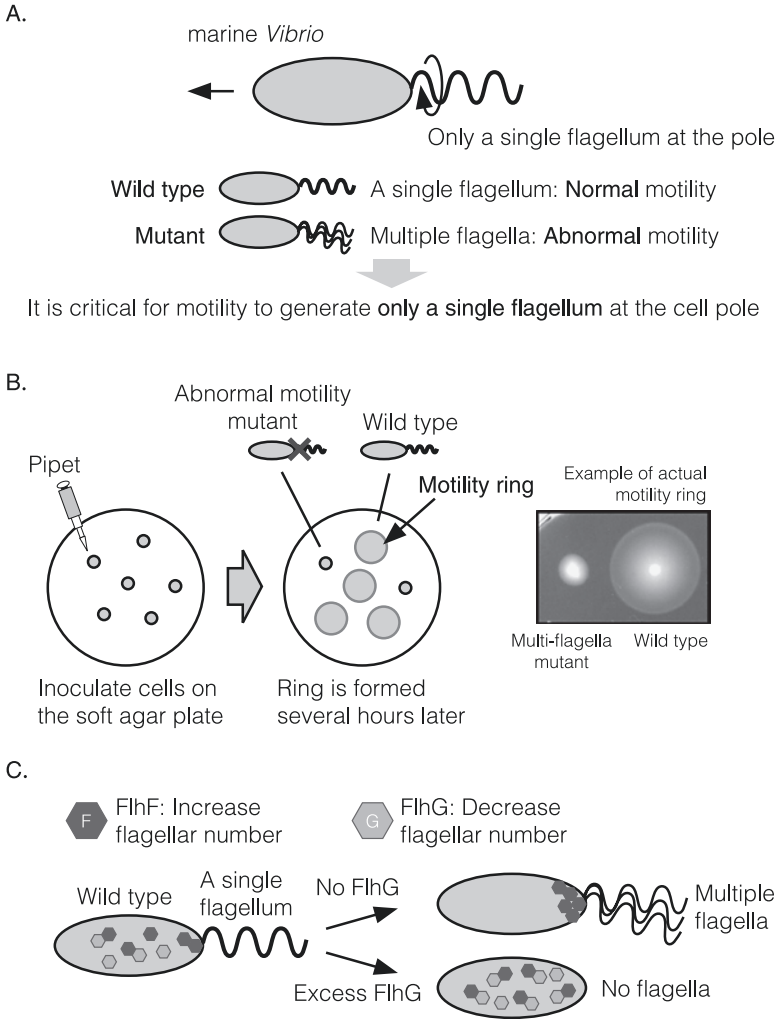 A.
marine Vibrio
Only a single flagellum at the pole
Wild type A single flagellum: Normal motility
Mutant Multiple flagella: Abnormal motility
It is critical for motility to generate only a single flagellum at the cell pole
B.
Abnormal motility
mutant
Wild type
Pipet
Motility ring
Example of actual
motility ring
Multi-flagella
mutant
Wild type
Inoculate cells on
the soft agar plate
Ring is formed
several hours later
C.
F
FlhF: Increase
flagellar number
G
FlhG: Decrease
flagellar number
Wild type
A single
flagellum
No FlhG
Multiple
flagella
Excess FlhG
No flagella